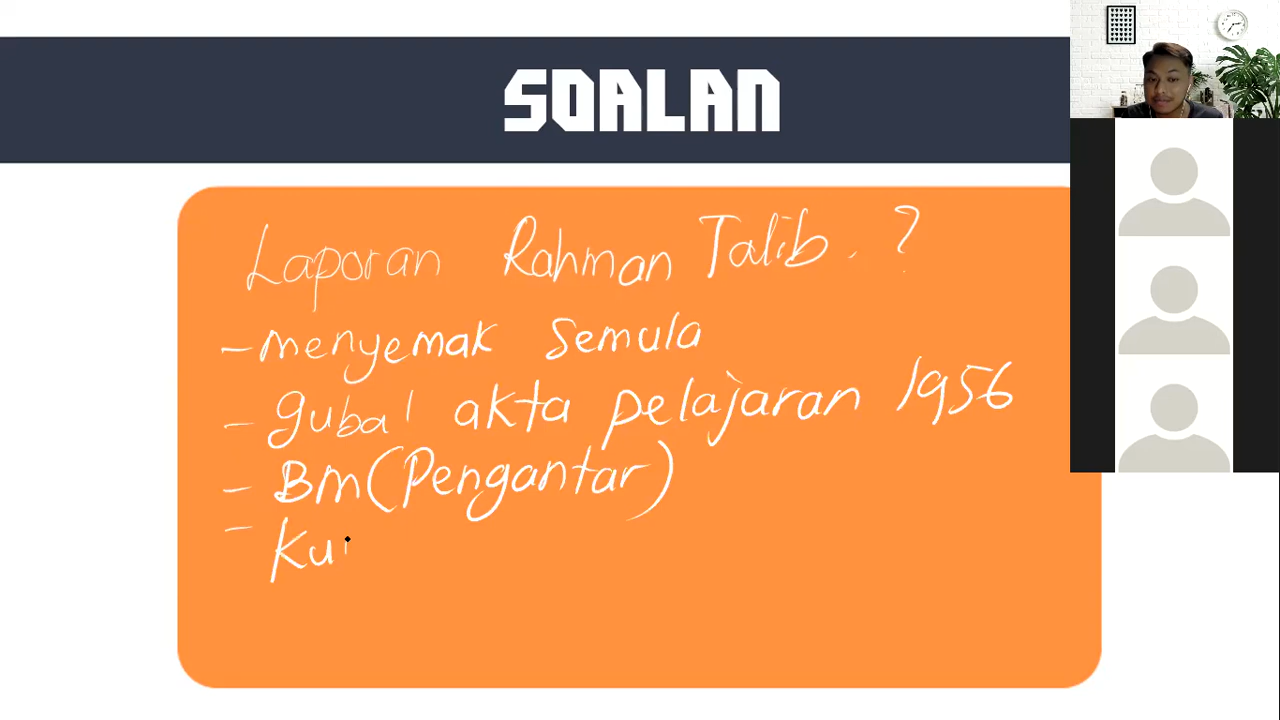 SOALAN
Laporan Rahman Talib. ?
- menyemak semula
- gubal akta pelajaran 1956
- BM (Pengantar)
- Ku